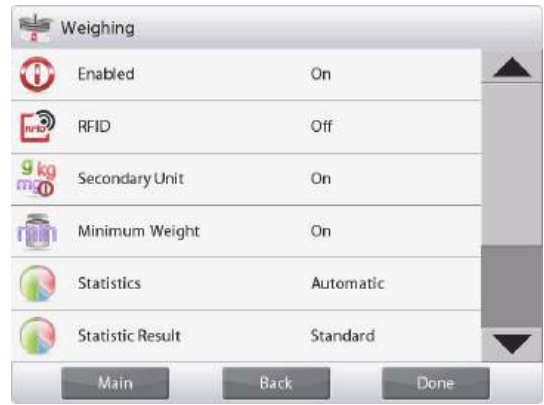 Weighing
Enabled On
RFID Off
g kg
mg
Secondary Unit On
min
Minimum Weight On
Statistics Automatic
Statistic Result Standard
Main Back Done